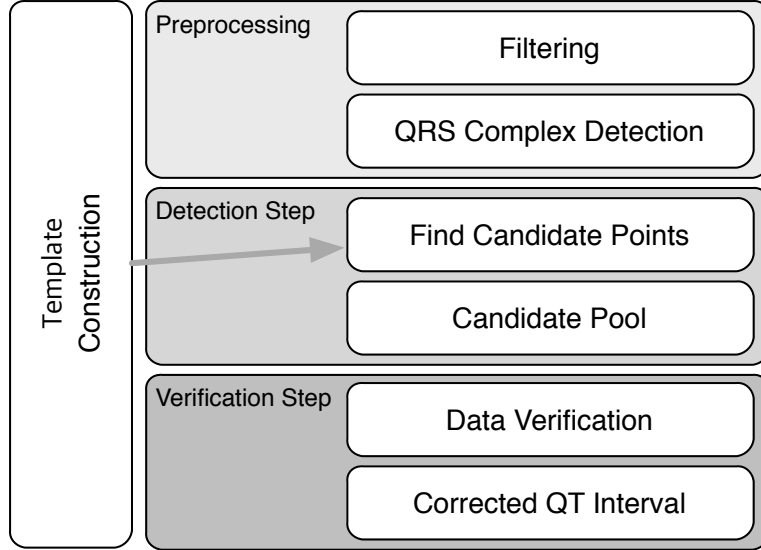 Template
Construction
Preprocessing
Filtering
QRS Complex Detection
Detection Step
Find Candidate Points
Candidate Pool
Verification Step
Data Verification
Corrected QT Interval